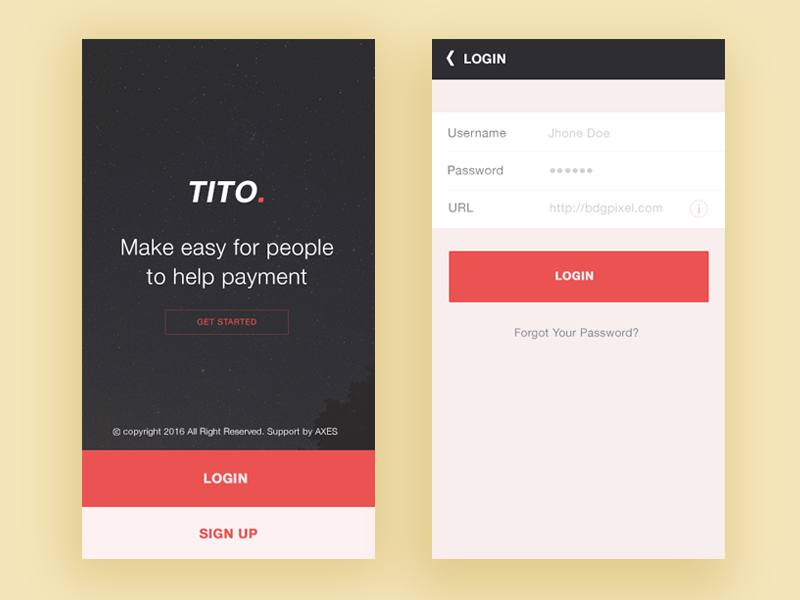 TITO.
Make easy for people
to help payment
GET STARTED
© copyright 2016 All Right Reserved. Support by AXES
LOGIN
SIGN UP
LOGIN
Username Jhone Doe
Password ●●●●●●
URL http://bdgpixel.com
LOGIN
Forgot Your Password?